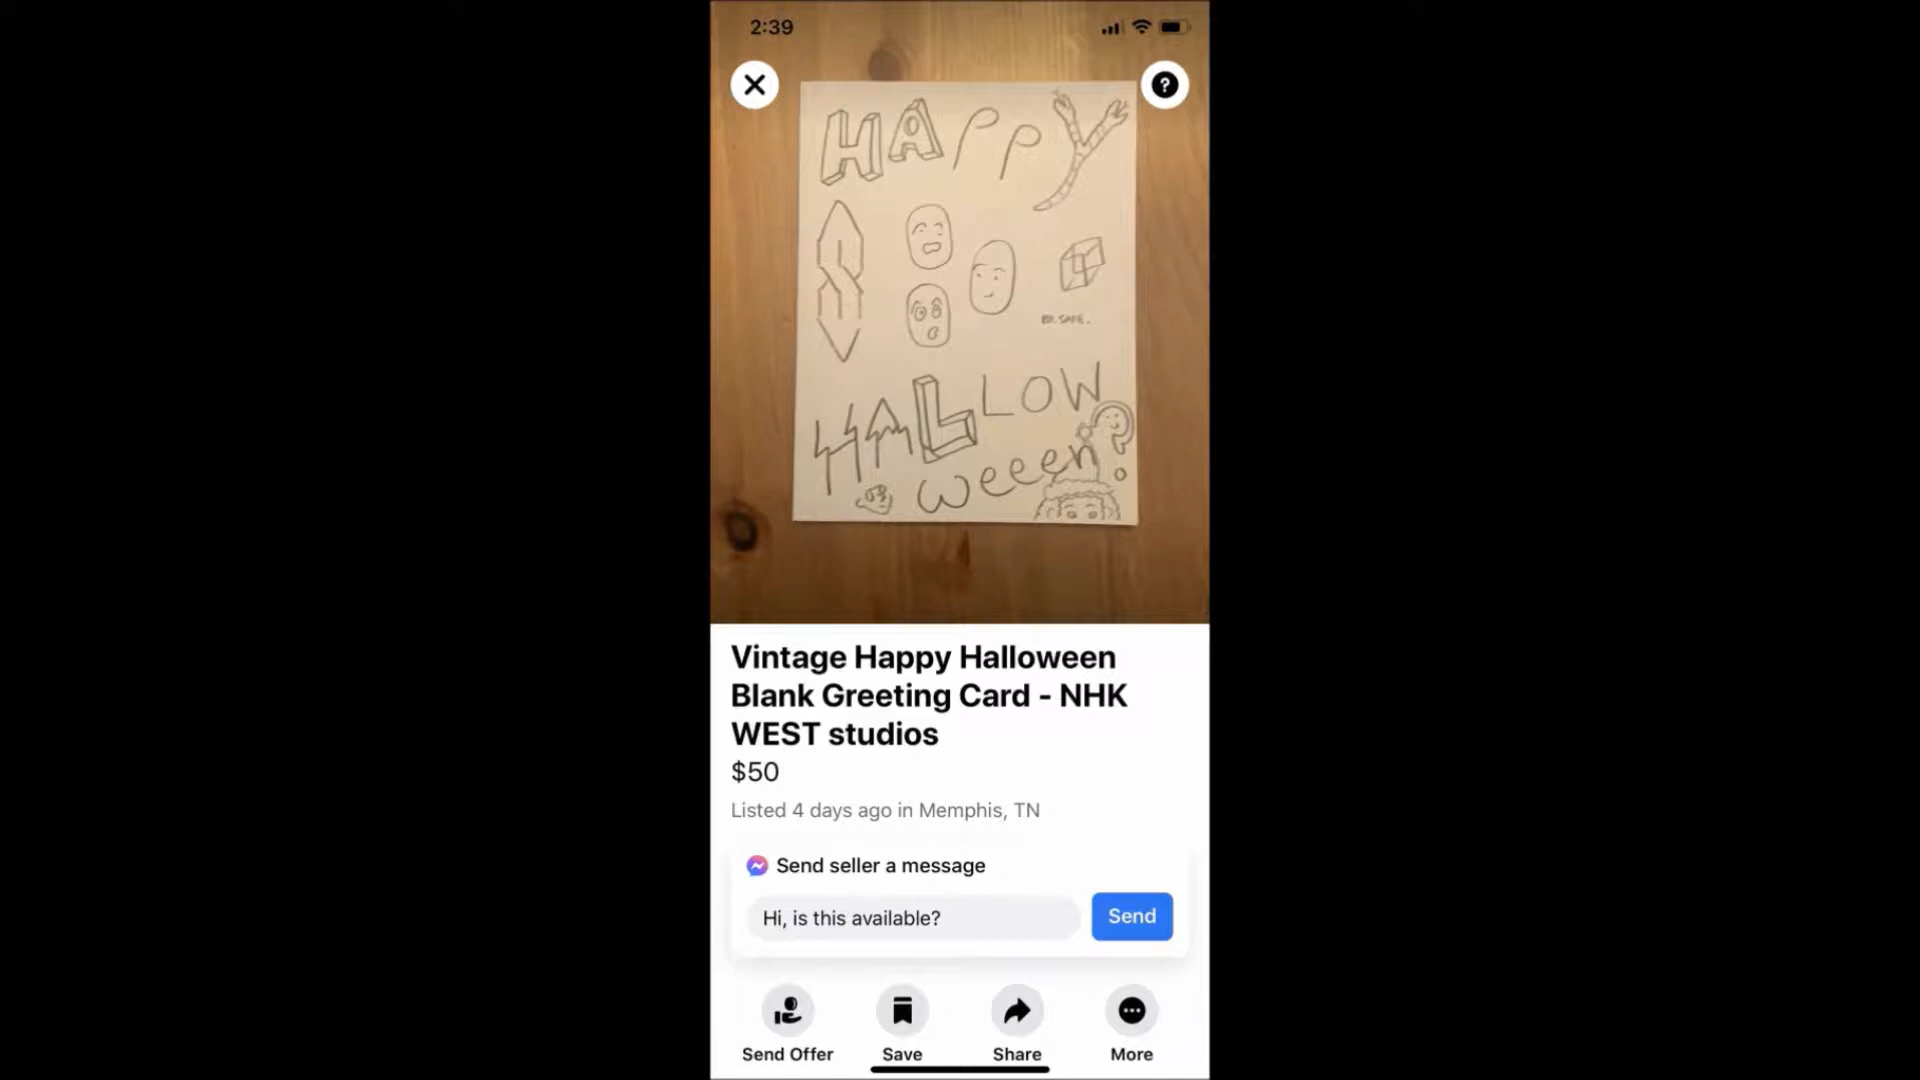 2:39
HAPPY
BE SAFE.
HALLOW
weeen?
Vintage Happy Halloween
Blank Greeting Card - NHK
WEST studios
$50
Listed 4 days ago in Memphis, TN
Send seller a message
Hi, is this available?
Send
Send Offer
Save
Share
More